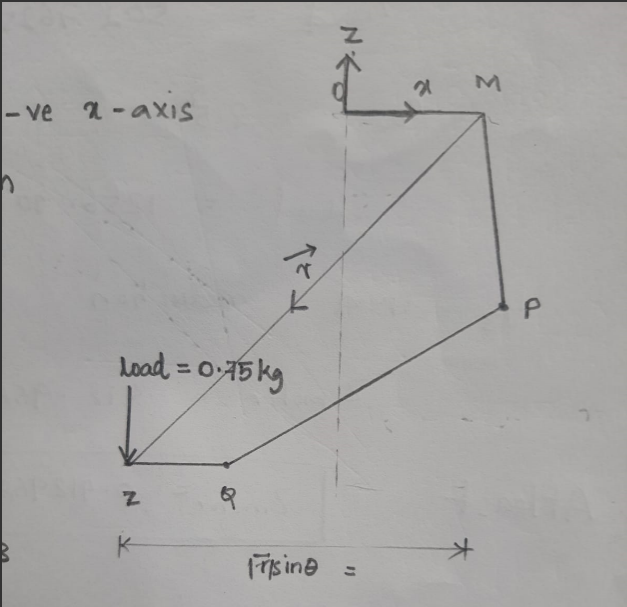 Z
O x M
-ve x-axis
r
P
Load = 0.75 kg
Z Q
|r|sinθ =